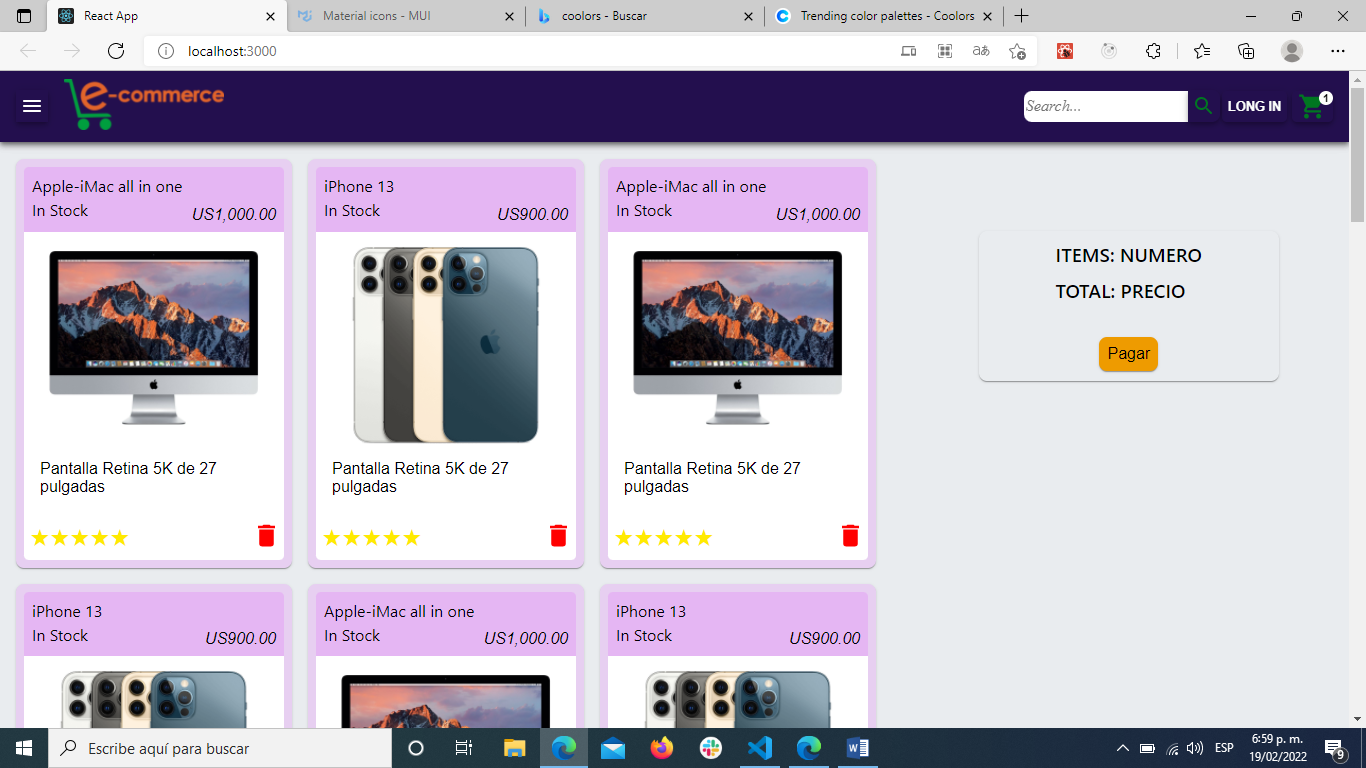 React App
Material icons - MUI
coolors - Buscar
Trending color palettes - Coolors
localhost:3000
aあ
e-commerce
Search...
LONG IN
1
Apple-iMac all in one
In Stock
US1,000.00
Pantalla Retina 5K de 27
pulgadas
iPhone 13
In Stock
US900.00
Pantalla Retina 5K de 27
pulgadas
Apple-iMac all in one
In Stock
US1,000.00
Pantalla Retina 5K de 27
pulgadas
ITEMS: NUMERO
TOTAL: PRECIO
Pagar
iPhone 13
In Stock
US900.00
Apple-iMac all in one
In Stock
US1,000.00
iPhone 13
In Stock
US900.00
Escribe aquí para buscar
ESP
6:59 p. m.
19/02/2022
9